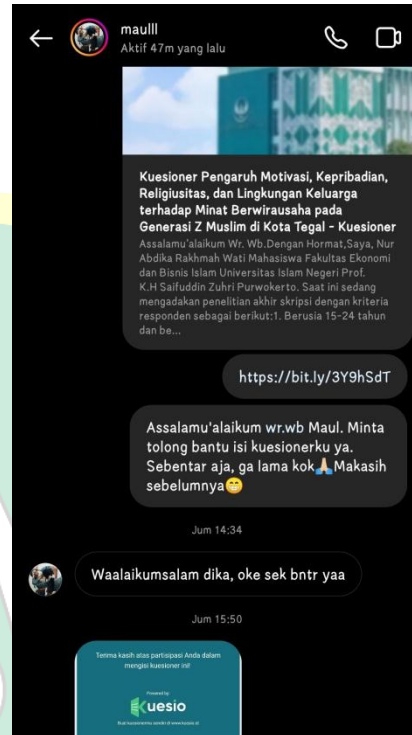 maulll
Aktif 47m yang lalu
Kuesioner Pengaruh Motivasi, Kepribadian,
Religiusitas, dan Lingkungan Keluarga
terhadap Minat Berwirausaha pada
Generasi Z Muslim di Kota Tegal - Kuesioner
Assalamu'alaikum Wr. Wb.Dengan Hormat,Saya, Nur
Abdika Rakhmah Wati Mahasiswa Fakultas Ekonomi
dan Bisnis Islam Universitas Islam Negeri Prof.
K.H Saifuddin Zuhri Purwokerto. Saat ini sedang
mengadakan penelitian akhir skripsi dengan kriteria
responden sebagai berikut:1. Berusia 15-24 tahun
dan be...
https://bit.ly/3Y9hSdT
Assalamu'alaikum wr.wb Maul. Minta
tolong bantu isi kuesionerku ya.
Sebentar aja, ga lama kok🙏🏻Makasih
sebelumnya😁
Jum 14:34
Waalaikumsalam dika, oke sek bntr yaa
Jum 15:50
Terima kasih atas partisipasi Anda dalam
mengisi kuesioner ini!
Powered by
Kuesio